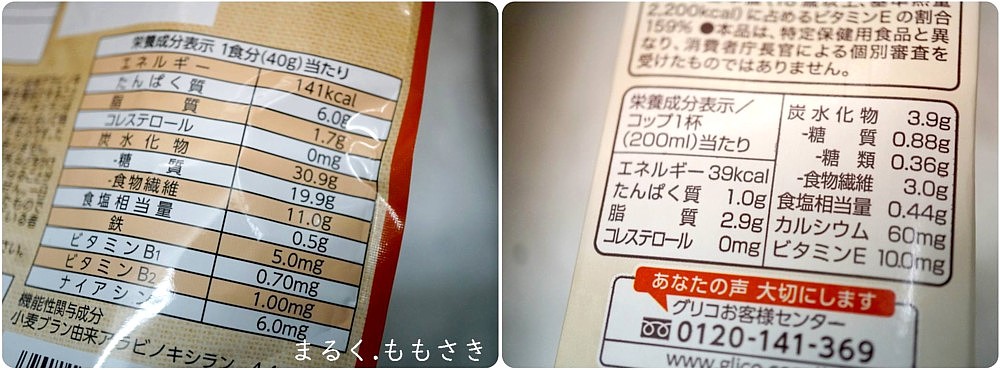 栄養成分表示 1食分(40g)当たり
エネルギー 141kcal
たんぱく質 6.0g
脂質 1.7g
コレステロール 0mg
炭水化物 30.9g
-糖質 19.9g
-食物繊維 11.0g
食塩相当量 0.5g
鉄 5.0mg
ビタミンB1 0.70mg
ビタミンB2 1.00mg
ナイアシン 6.0mg
機能性関与成分
小麦ブラン由来アラビノキシラン
まるく.ももさき
2,200kcal)に占めるビタミンEの割合
159% ●本品は、特定保健用食品と異
なり、消費者庁長官による個別審査を
受けたものではありません。
栄養成分表示/
コップ1杯
(200ml)当たり
エネルギー 39kcal
たんぱく質 1.0g
脂質 2.9g
コレステロール 0mg
炭水化物 3.9g
-糖質 0.88g
-糖類 0.36g
-食物繊維 3.0g
食塩相当量 0.44g
カルシウム 60mg
ビタミンE 10.0mg
あなたの声 大切にします
グリコお客様センター
0120-141-369
www.glico